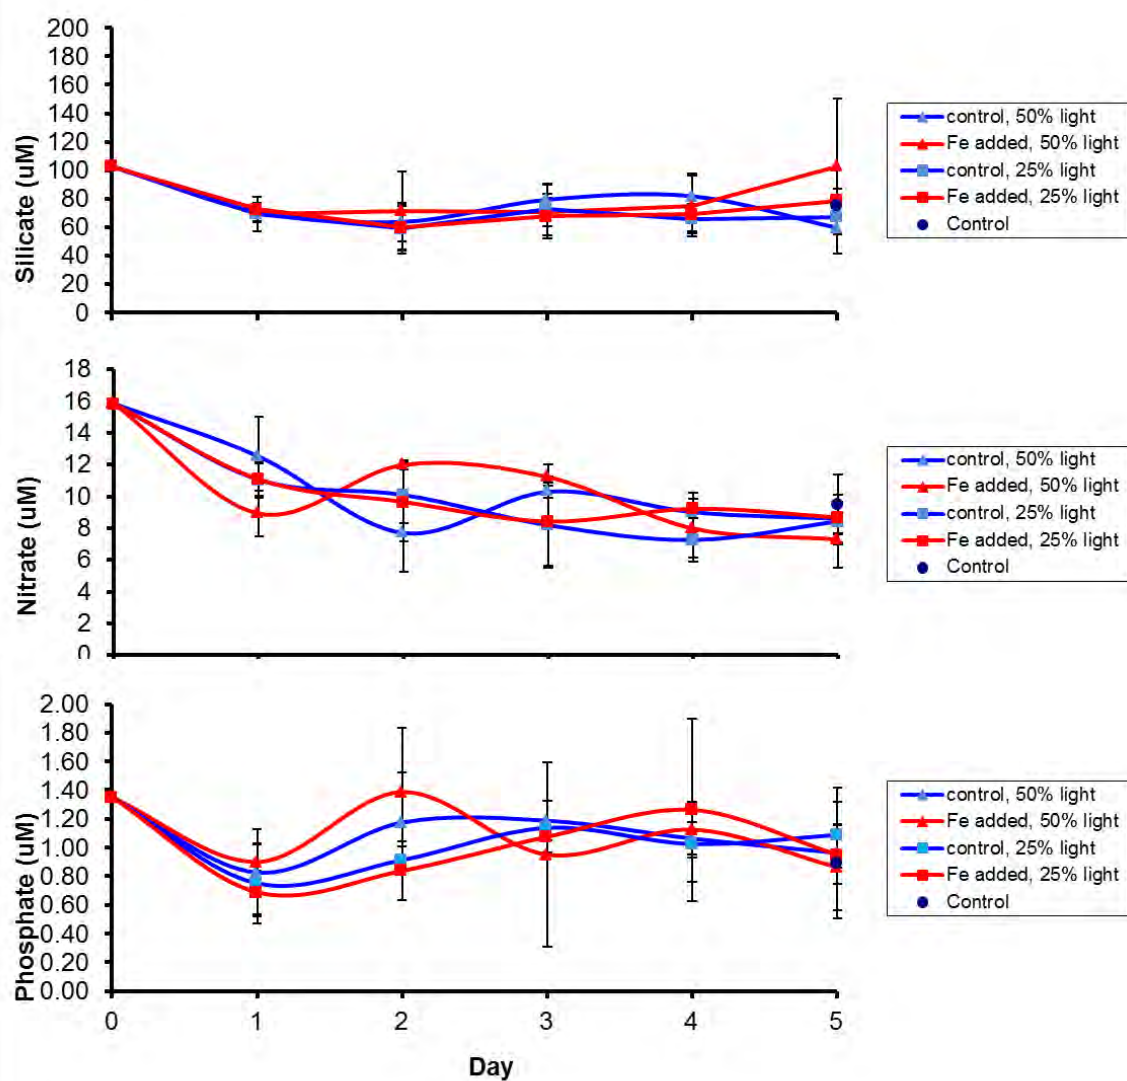 200
180
160
140
120
100
80
60
40
20
0
Silicate (uM)
control, 50% light
Fe added, 50% light
control, 25% light
Fe added, 25% light
Control
18
16
14
12
10
8
6
4
2
0
Nitrate (uM)
control, 50% light
Fe added, 50% light
control, 25% light
Fe added, 25% light
Control
2.00
1.80
1.60
1.40
1.20
1.00
0.80
0.60
0.40
0.20
0.00
Phosphate (uM)
control, 50% light
Fe added, 50% light
control, 25% light
Fe added, 25% light
Control
0 1 2 3 4 5
Day